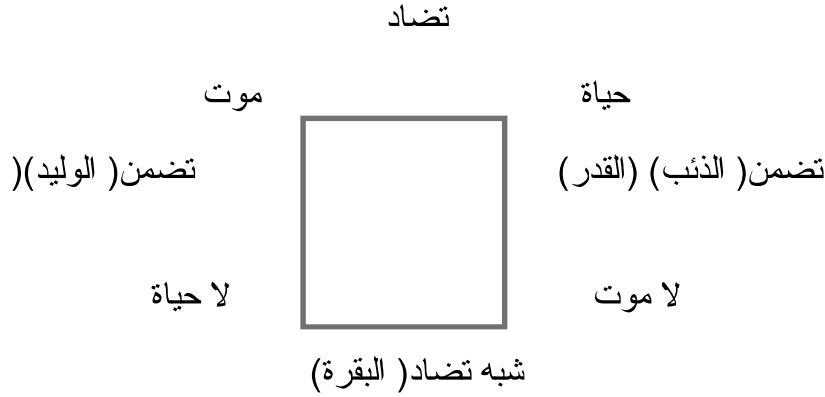 تضاد
حياة
موت
تضمن( الذئب) (القدر)
تضمن( الوليد)(
لا موت
لا حياة
شبه تضاد( البقرة)